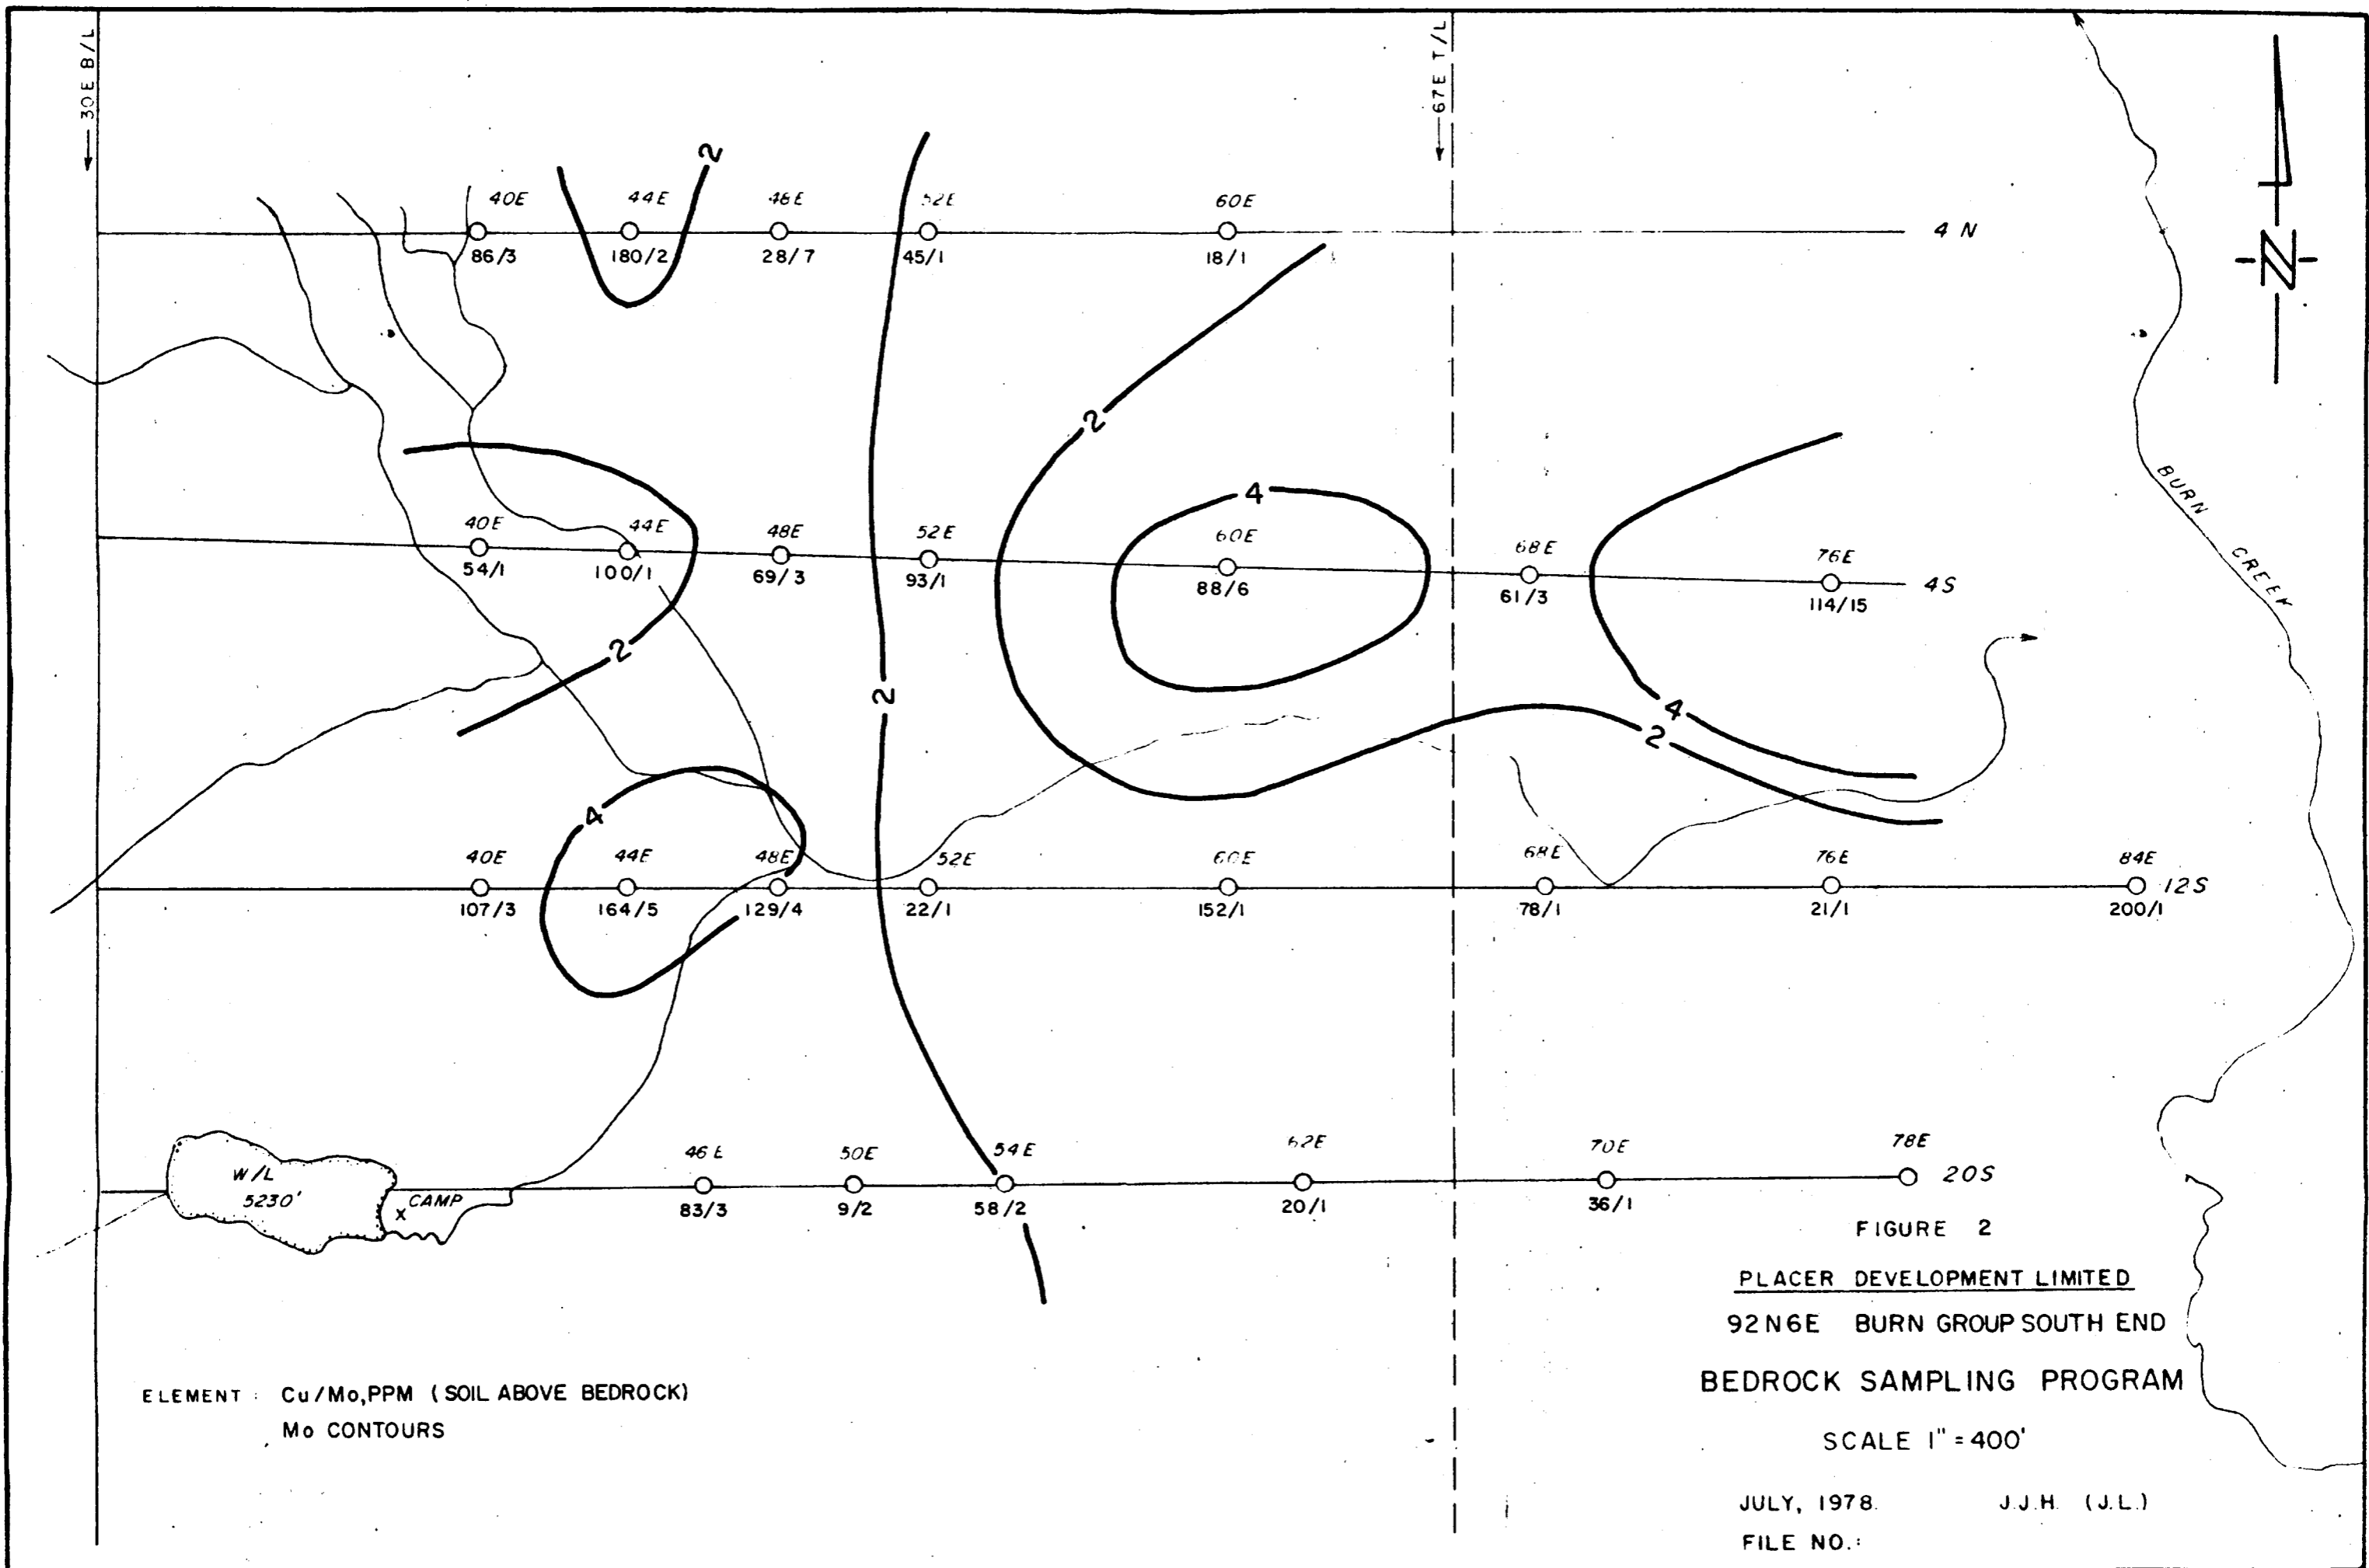 30E B/L
67E T/L
2
40E 44E 48E 52E 60E
86/3 180/2 28/7 45/1 18/1
4 N
N
2
4
BURN CREEK
40E 44E 48E 52E 60E 68E 76E
54/1 100/1 69/3 93/1 88/6 61/3 114/15
4S
2
2
4
2
4
40E 44E 48E 52E 60E 68E 76E 84E
12S
107/3 164/5 129/4 22/1 152/1 78/1 21/1 200/1
46E 50E 54E 62E 70E 78E
20S
W/L
5230'
CAMP
X
83/3 9/2 58/2 20/1 36/1
FIGURE 2
PLACER DEVELOPMENT LIMITED
92N6E BURN GROUP SOUTH END
BEDROCK SAMPLING PROGRAM
SCALE 1" = 400'
JULY, 1978. J.J.H. (J.L.)
FILE NO.:
ELEMENT : Cu/Mo,PPM (SOIL ABOVE BEDROCK)
Mo CONTOURS